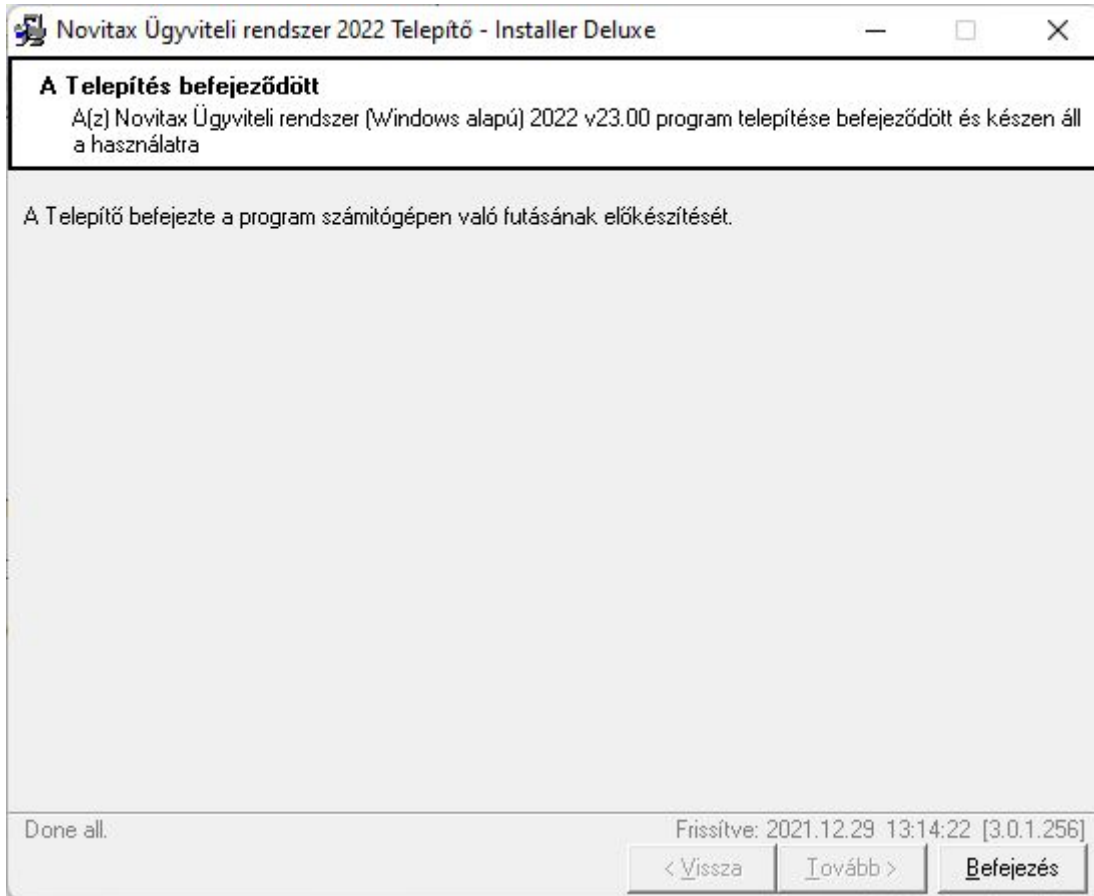 Novitax Ügyviteli rendszer 2022 Telepítő - Installer Deluxe
A Telepítés befejeződött
A(z) Novitax Ügyviteli rendszer (Windows alapú) 2022 v23.00 program telepítése befejeződött és készen áll
a használatra
A Telepítő befejezte a program számitógépen való futásának előkészítését.
Done all.
Frissítve: 2021.12.29 13:14:22 [3.0.1.256]
< Vissza
Tovább >
Befejezés